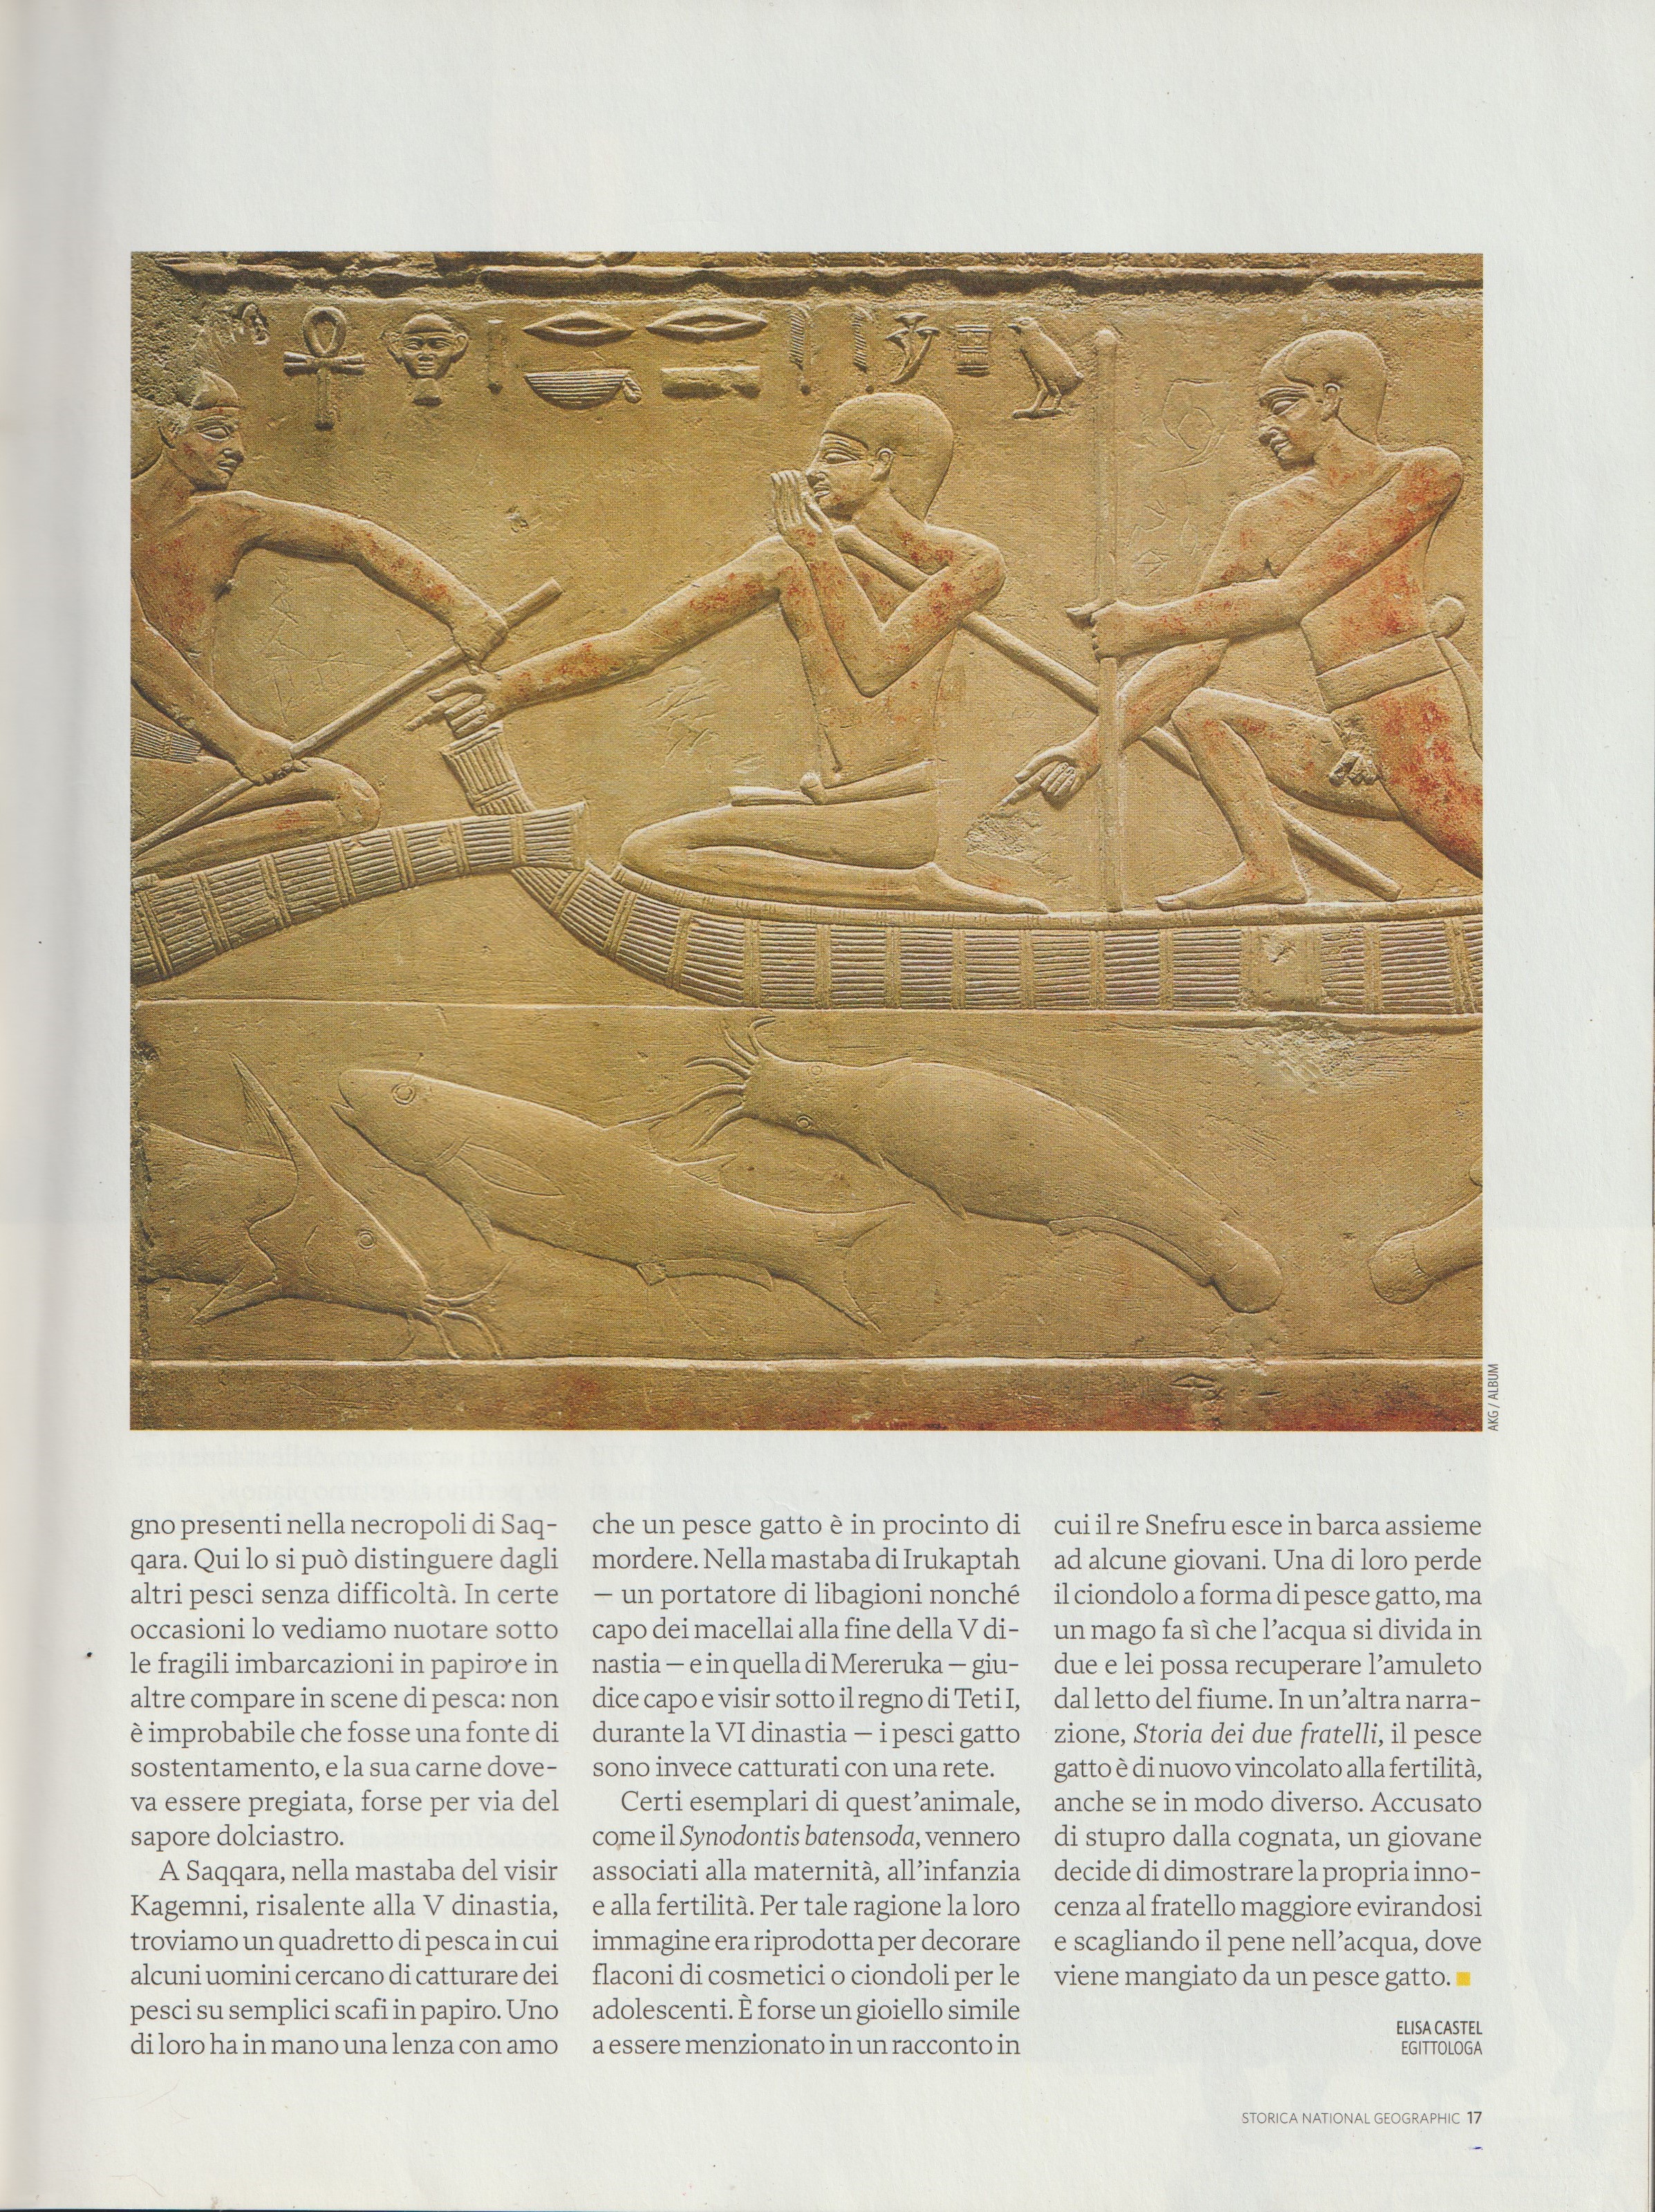 AKG / ALBUM
gno presenti nella necropoli di Saq-
qara. Qui lo si può distinguere dagli
altri pesci senza difficoltà. In certe
occasioni lo vediamo nuotare sotto
le fragili imbarcazioni in papiro e in
altre compare in scene di pesca: non
è improbabile che fosse una fonte di
sostentamento, e la sua carne dove-
va essere pregiata, forse per via del
sapore dolciastro.
A Saqqara, nella mastaba del visir
Kagemni, risalente alla V dinastia,
troviamo un quadretto di pesca in cui
alcuni uomini cercano di catturare dei
pesci su semplici scafi in papiro. Uno
di loro ha in mano una lenza con amo
che un pesce gatto è in procinto di
mordere. Nella mastaba di Irukaptah
– un portatore di libagioni nonché
capo dei macellai alla fine della V di-
nastia – e in quella di Mereruka – giu-
dice capo e visir sotto il regno di Teti I,
durante la VI dinastia – i pesci gatto
sono invece catturati con una rete.
Certi esemplari di quest'animale,
come il Synodontis batensoda, vennero
associati alla maternità, all'infanzia
e alla fertilità. Per tale ragione la loro
immagine era riprodotta per decorare
flaconi di cosmetici o ciondoli per le
adolescenti. È forse un gioiello simile
a essere menzionato in un racconto in
cui il re Snefru esce in barca assieme
ad alcune giovani. Una di loro perde
il ciondolo a forma di pesce gatto, ma
un mago fa sì che l'acqua si divida in
due e lei possa recuperare l'amuleto
dal letto del fiume. In un'altra narra-
zione, Storia dei due fratelli, il pesce
gatto è di nuovo vincolato alla fertilità,
anche se in modo diverso. Accusato
di stupro dalla cognata, un giovane
decide di dimostrare la propria inno-
cenza al fratello maggiore evirandosi
e scagliando il pene nell'acqua, dove
viene mangiato da un pesce gatto.
ELISA CASTEL
EGITTOLOGA
STORICA NATIONAL GEOGRAPHIC 17